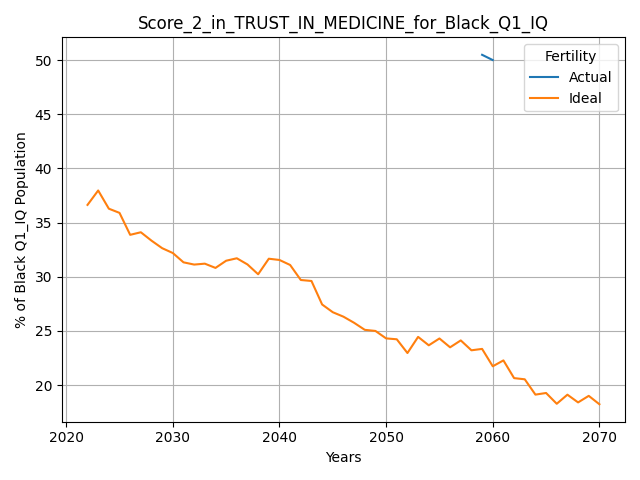 Score_2_in_TRUST_IN_MEDICINE_for_Black_Q1_IQ
Fertility
Actual
Ideal
% of Black Q1_IQ Population
50
45
40
35
30
25
20
2020 2030 2040 2050 2060 2070
Years